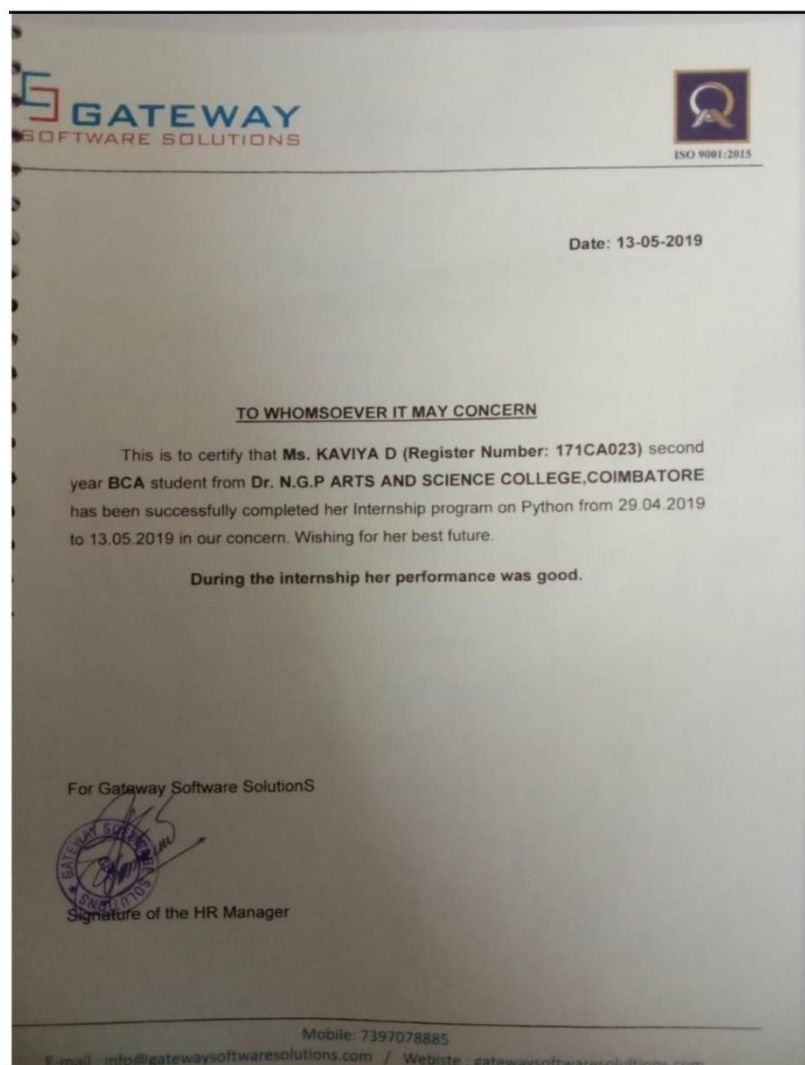 GATEWAY
SOFTWARE SOLUTIONS
ISO 9001:2015
Date: 13-05-2019
TO WHOMSOEVER IT MAY CONCERN
This is to certify that Ms. KAVIYA D (Register Number: 171CA023) second
year BCA student from Dr. N.G.P ARTS AND SCIENCE COLLEGE,COIMBATORE
has been successfully completed her Internship program on Python from 29.04.2019
to 13.05.2019 in our concern. Wishing for her best future.
During the internship her performance was good.
For Gateway Software SolutionS
GATEWAY SOFTWARE SOLUTIONS
Signature of the HR Manager
Mobile: 7397078885
E-mail : info@gatewaysoftwaresolutions.com / Webiste :